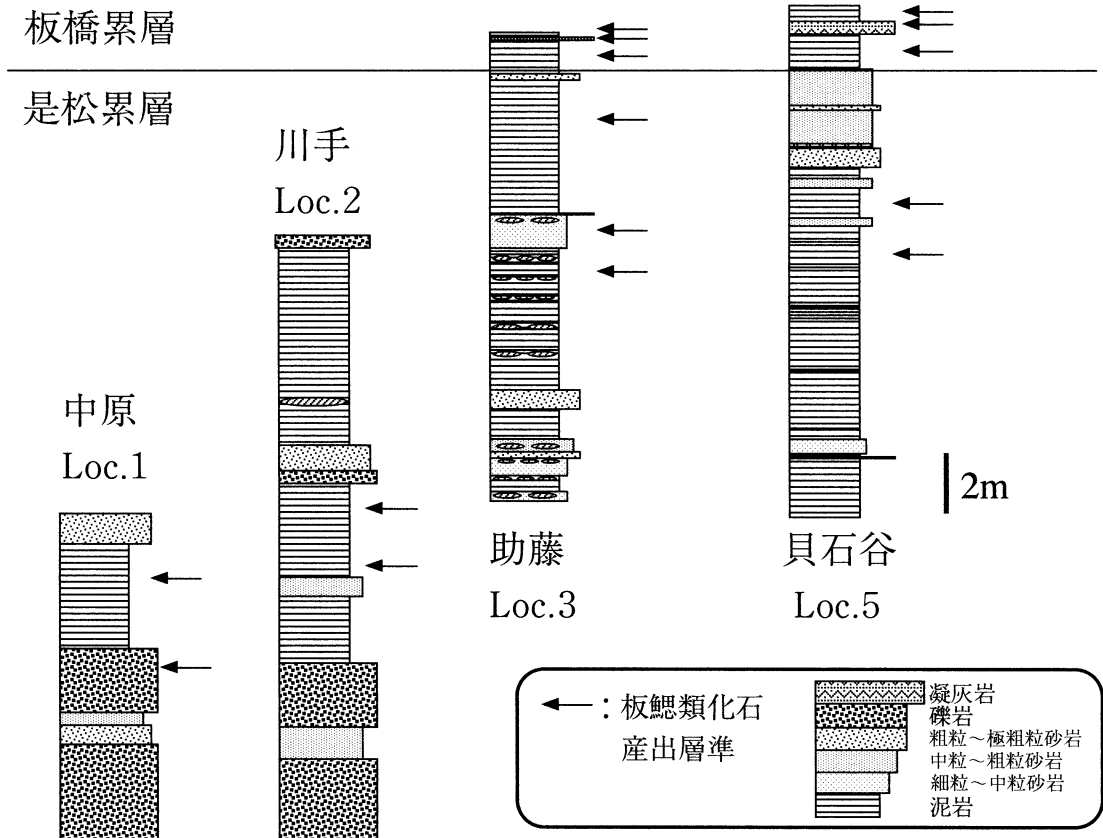 板橋累層
是松累層
川手
Loc.2
中原
Loc.1
2m
助藤
Loc.3
貝石谷
Loc.5
←：板鰓類化石
産出層準
凝灰岩
礫岩
粗粒～極粗粒砂岩
中粒～粗粒砂岩
細粒～中粒砂岩
泥岩